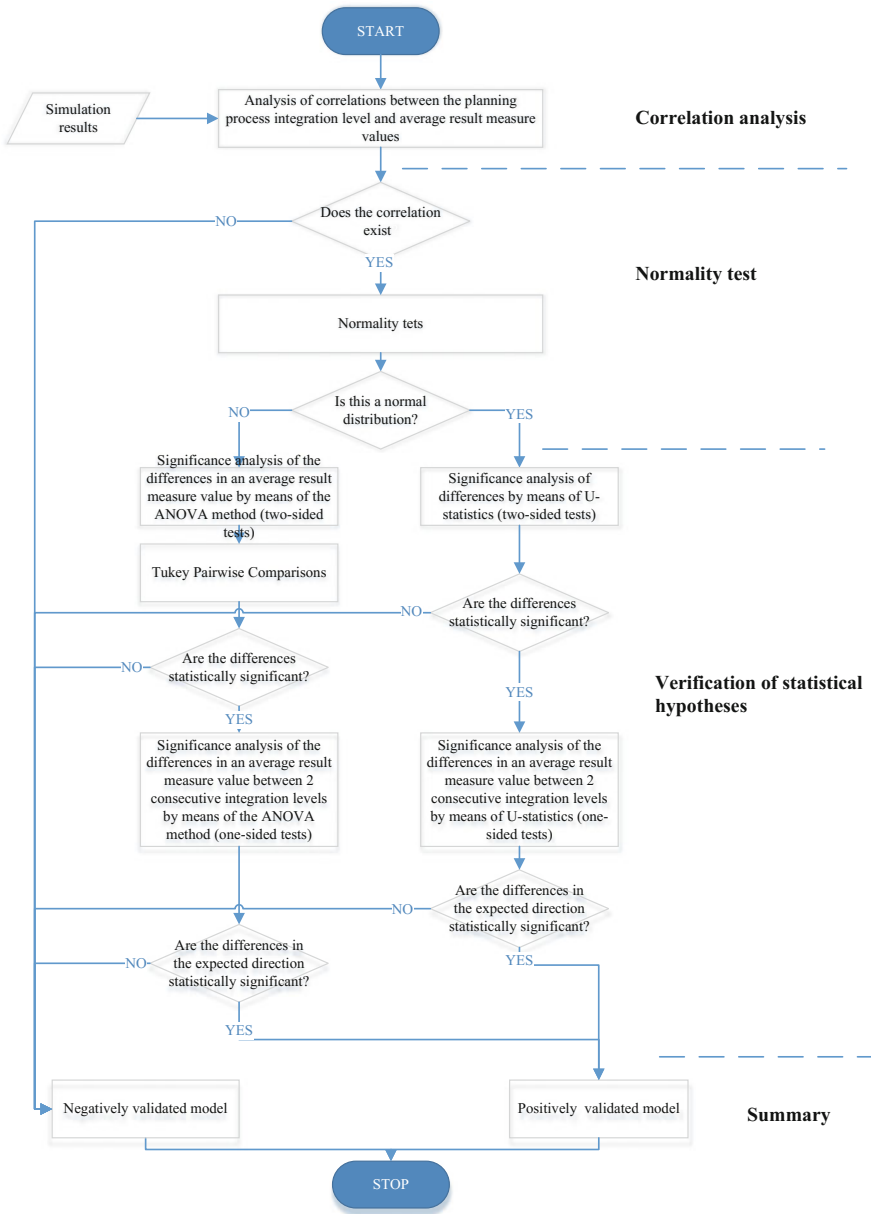 START
Simulation
results
Analysis of correlations between the planning
process integration level and average result measure
values
Correlation analysis
Does the correlation
exist
NO
YES
Normality test
Normality tets
Is this a normal
distribution?
NO
YES
Significance analysis of the
differences in an average result
measure value by means of the
ANOVA method (two-sided
tests)
Significance analysis of
differences by means of U-
statistics (two-sided tests)
Tukey Pairwise Comparisons
Are the differences
statistically significant?
NO
YES
Are the differences
statistically significant?
NO
YES
Verification of statistical
hypotheses
Significance analysis of the
differences in an average result
measure value between 2
consecutive integration levels
by means of the ANOVA
method (one-sided tests)
Significance analysis of the
differences in an average result
measure value between 2
consecutive integration levels
by means of U-statistics (one-
sided tests)
Are the differences in
the expected direction
statistically significant?
NO
YES
Are the differences in
the expected direction
statistically significant?
NO
YES
Negatively validated model
Positively validated model
Summary
STOP